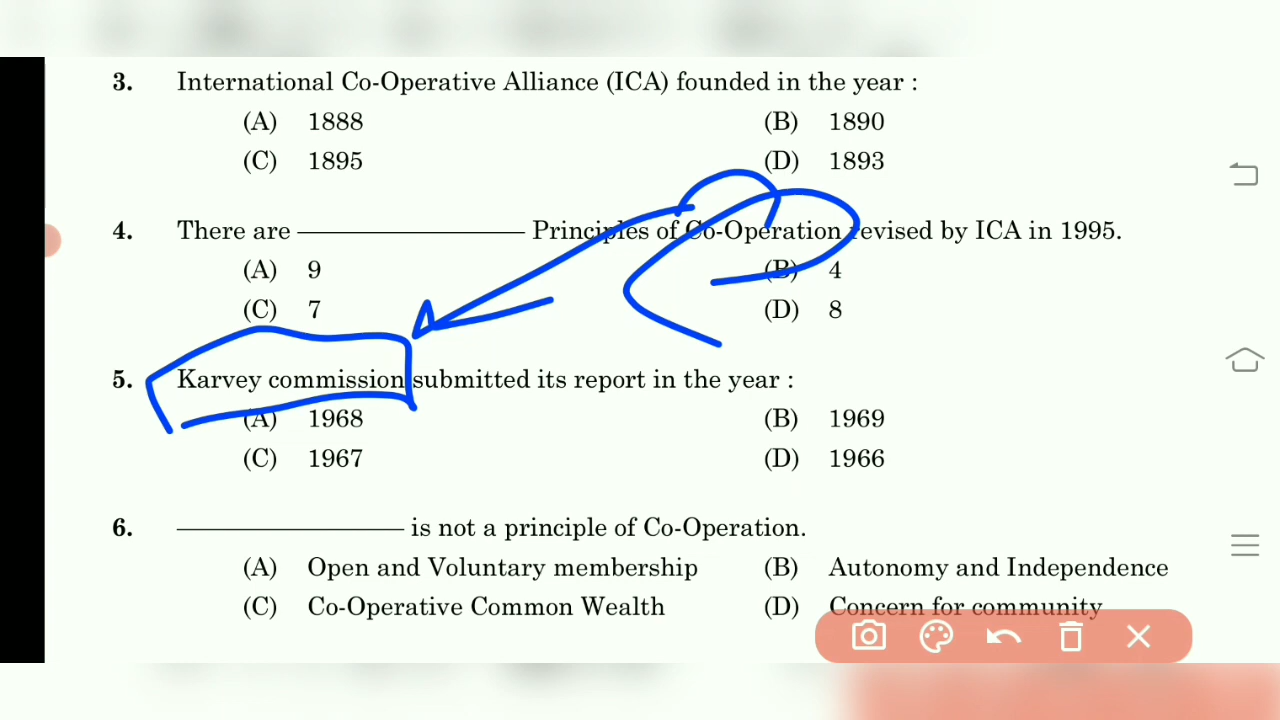 3. International Co-Operative Alliance (ICA) founded in the year :
(A) 1888 (B) 1890
(C) 1895 (D) 1893
4. There are ____________ Principles of Co-Operation revised by ICA in 1995.
(A) 9 (B) 4
(C) 7 (D) 8
5. Karvey commission submitted its report in the year :
(A) 1968 (B) 1969
(C) 1967 (D) 1966
6. ____________ is not a principle of Co-Operation.
(A) Open and Voluntary membership (B) Autonomy and Independence
(C) Co-Operative Common Wealth (D) Concern for community